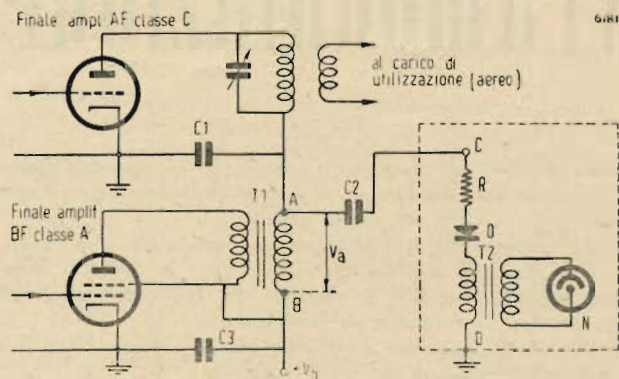 Finale ampl AF classe C
al carico di
utilizzazione (aereo)
C1
C
R
D
T1
A
C2
Va
B
T2
N
D
Finale amplif
BF classe A
C3